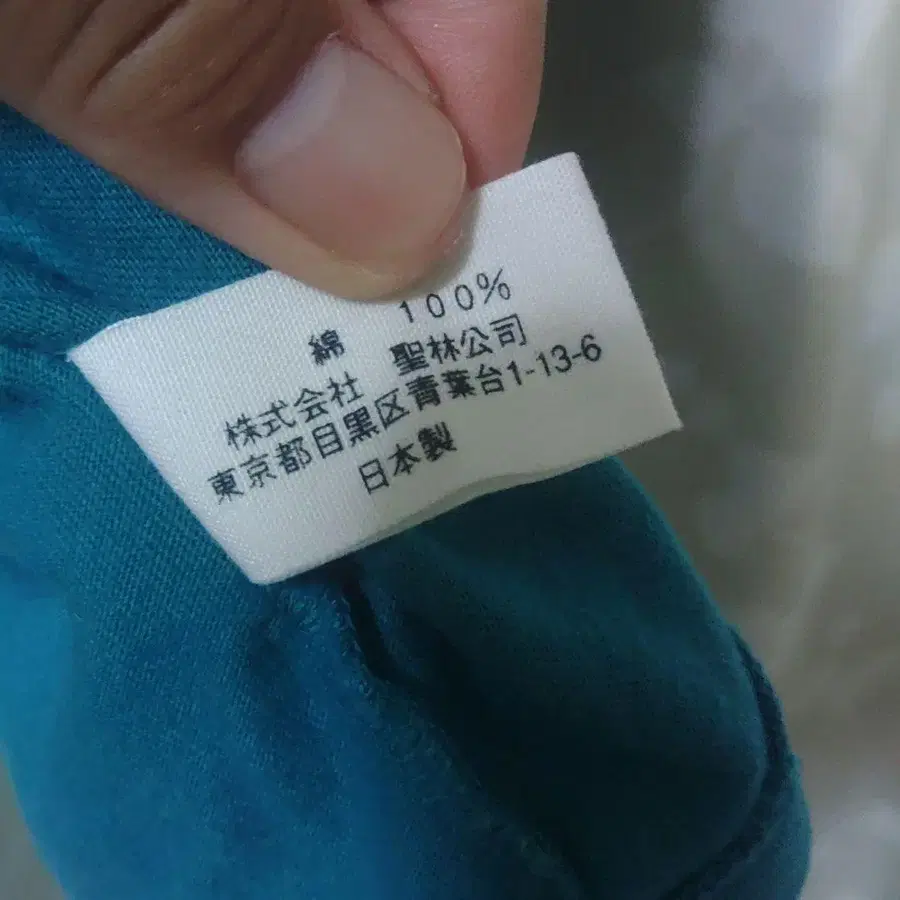 綿 100%
株式会社 聖林公司
東京都目黒区青葉台1-13-6
日本製